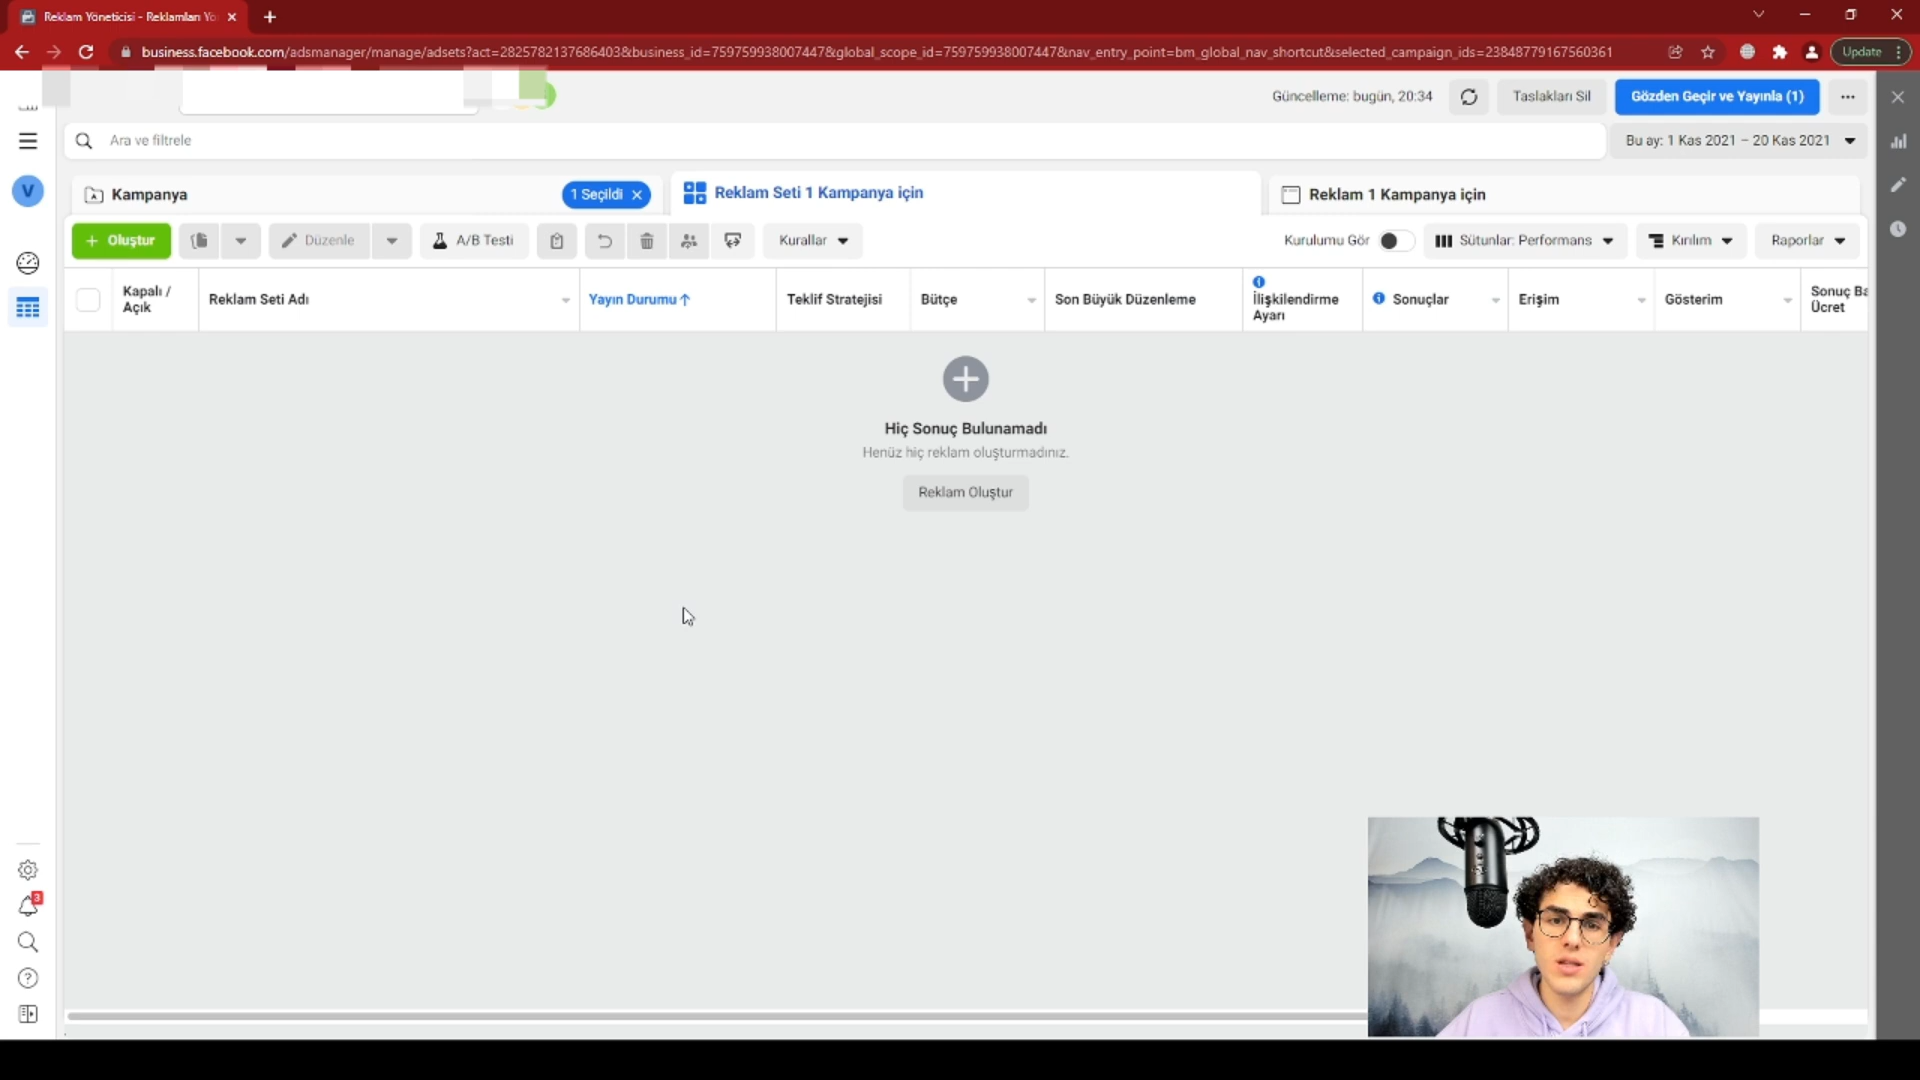 Reklam Yöneticisi - Reklamları Yö
business.facebook.com/adsmanager/manage/adsets?act=282578213768640​3&business_id=759759938007447&global_scope_id=759759938007447&nav_entry_point=bm_global_nav_shortcut&selected_campaign_ids=23848779167560361
Update
Güncelleme: bugün, 20:34
Taslakları Sil
Gözden Geçir ve Yayınla (1)
Ara ve filtrele
Bu ay: 1 Kas 2021 – 20 Kas 2021
V
Kampanya
1 Seçildi
Reklam Seti 1 Kampanya için
Reklam 1 Kampanya için
+ Oluştur
Düzenle
A/B Testi
Kurallar
Kurulumu Gör
Sütunlar: Performans
Kırılım
Raporlar
Kapalı /
Açık
Reklam Seti Adı
Yayın Durumu ↑
Teklif Stratejisi
Bütçe
Son Büyük Düzenleme
İlişkilendirme
Ayarı
Sonuçlar
Erişim
Gösterim
Sonuç Ba
Ücret
Hiç Sonuç Bulunamadı
Henüz hiç reklam oluşturmadınız.
Reklam Oluştur
3